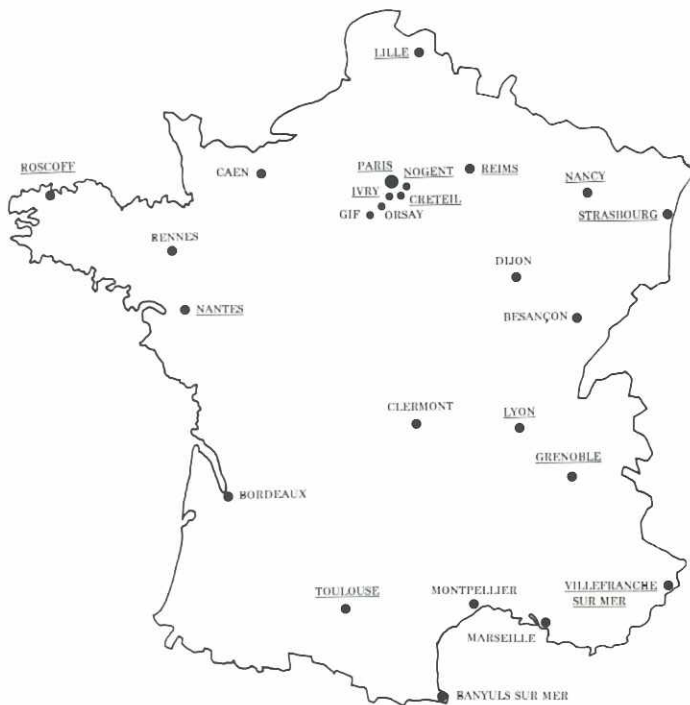 LILLE
PARIS
NOGENT
REIMS
CAEN
ROSCOFF
NANCY
IVRY
CRETEIL
GIF
ORSAY
STRASBOURG
RENNES
DIJON
NANTES
BESANÇON
CLERMONT
LYON
GRENOBLE
BORDEAUX
TOULOUSE
MONTPELLIER
VILLEFRANCHE
SUR MER
MARSEILLE
BANYULS SUR MER